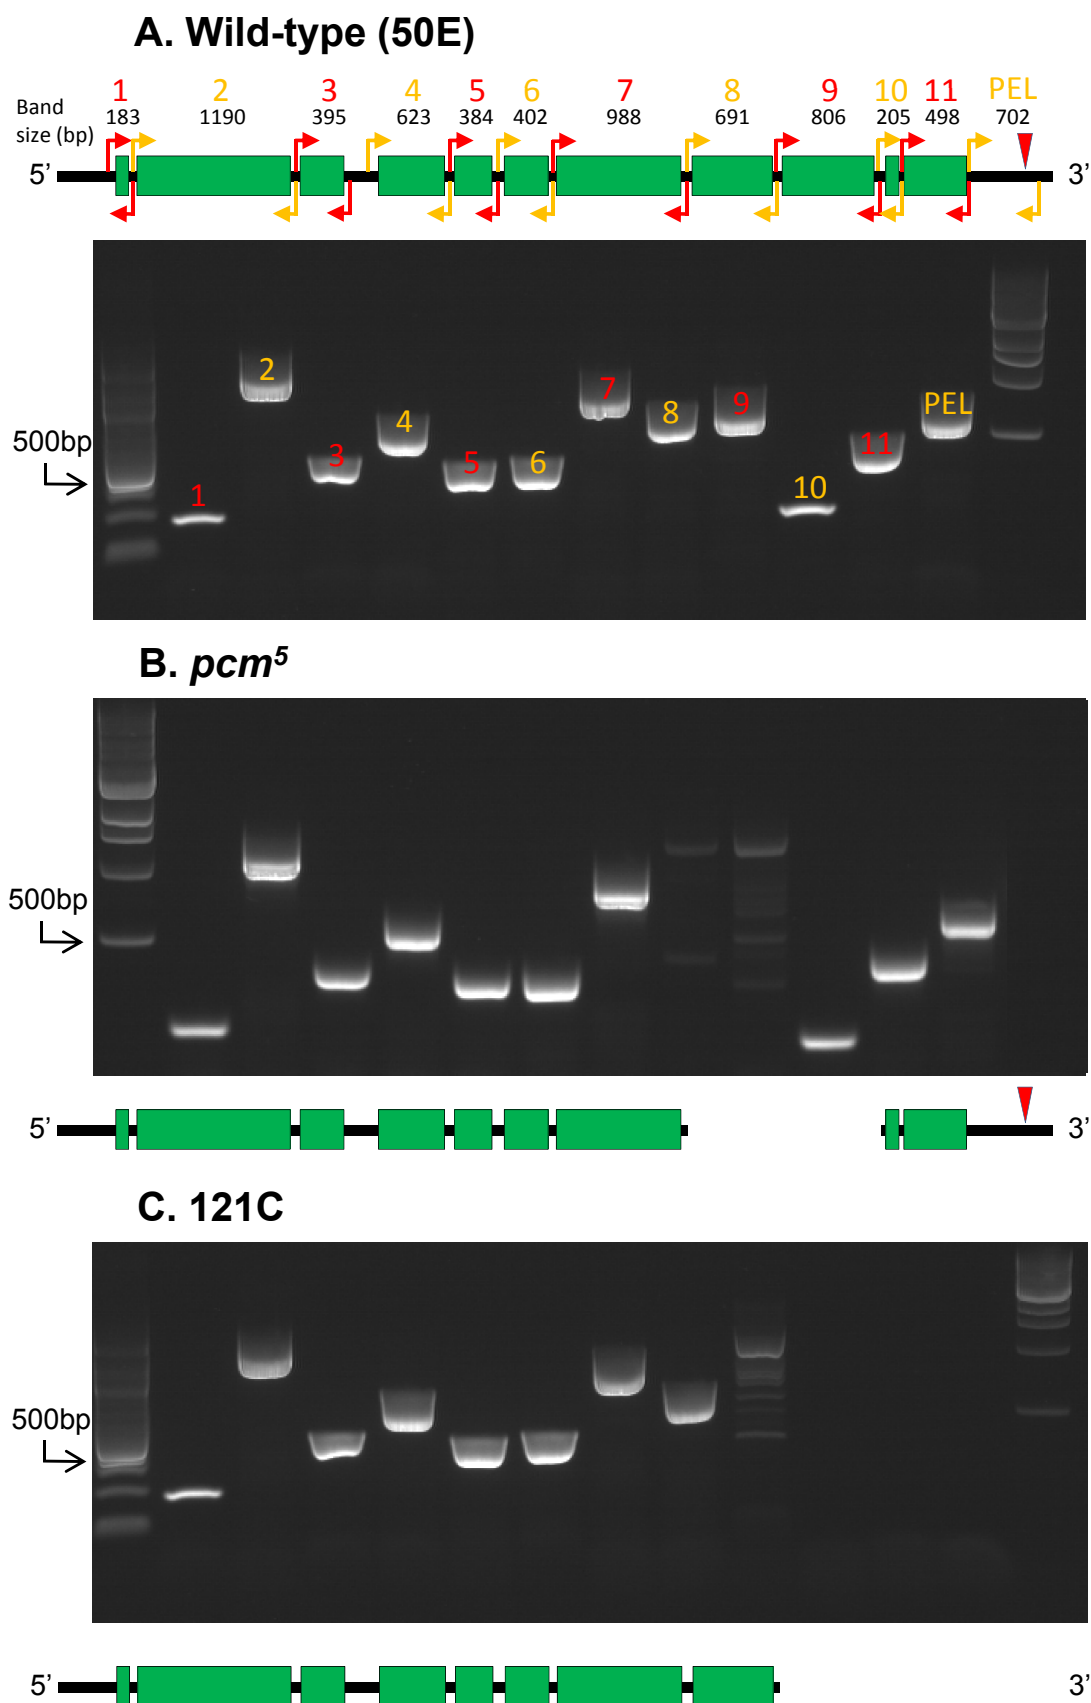 A. Wild-type (50E)
1 2 3 4 5 6 7 8 9 10 11 PEL
Band size (bp)
183 1190 395 623 384 402 988 691 806 205 498 702
5’ 3’
500bp
1 2 3 4 5 6 7 8 9 10 11 PEL
B. pcm⁵
500bp
5’ 3’
C. 121C
500bp
5’ 3’